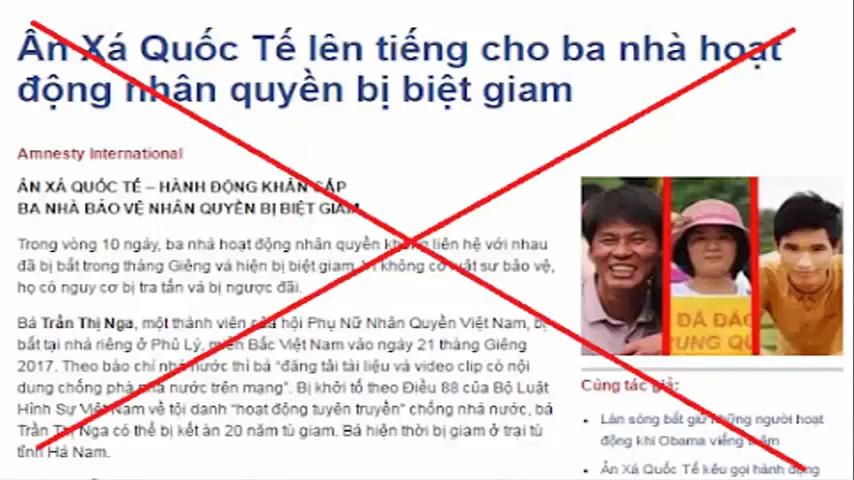 Ân Xá Quốc Tế lên tiếng cho ba nhà hoạt
động nhân quyền bị biệt giam
Amnesty International
ÂN XÁ QUỐC TẾ – HÀNH ĐỘNG KHẨN CẤP
BA NHÀ BẢO VỆ NHÂN QUYỀN BỊ BIỆT GIAM
Trong vòng 10 ngày, ba nhà hoạt động nhân quyền không liên hệ với nhau
đã bị bắt trong tháng Giêng và hiện bị biệt giam. Vì không có luật sư bảo vệ,
họ có nguy cơ bị tra tấn và bị ngược đãi.
Bà Trần Thị Nga, một thành viên của hội Phụ Nữ Nhân Quyền Việt Nam, bị
bắt tại nhà riêng ở Phủ Lý, miền Bắc Việt Nam vào ngày 21 tháng Giêng
2017. Theo báo chí nhà nước thì bà “đăng tải tài liệu và video clip có nội
dung chống phá nhà nước trên mạng”. Bị khởi tố theo Điều 88 của Bộ Luật
Hình Sự Việt Nam về tội danh “hoạt động tuyên truyền” chống nhà nước, bà
Trần Thị Nga có thể bị kết án 20 năm tù giam. Bà hiện thời bị giam ở trại tù
tỉnh Hà Nam.
ĐẢ ĐẢO
TRUNG QU
Cùng tác giả:
Làn sóng bắt giữ những người hoạt
động khi Obama viếng thăm
Ân Xá Quốc Tế kêu gọi hành động